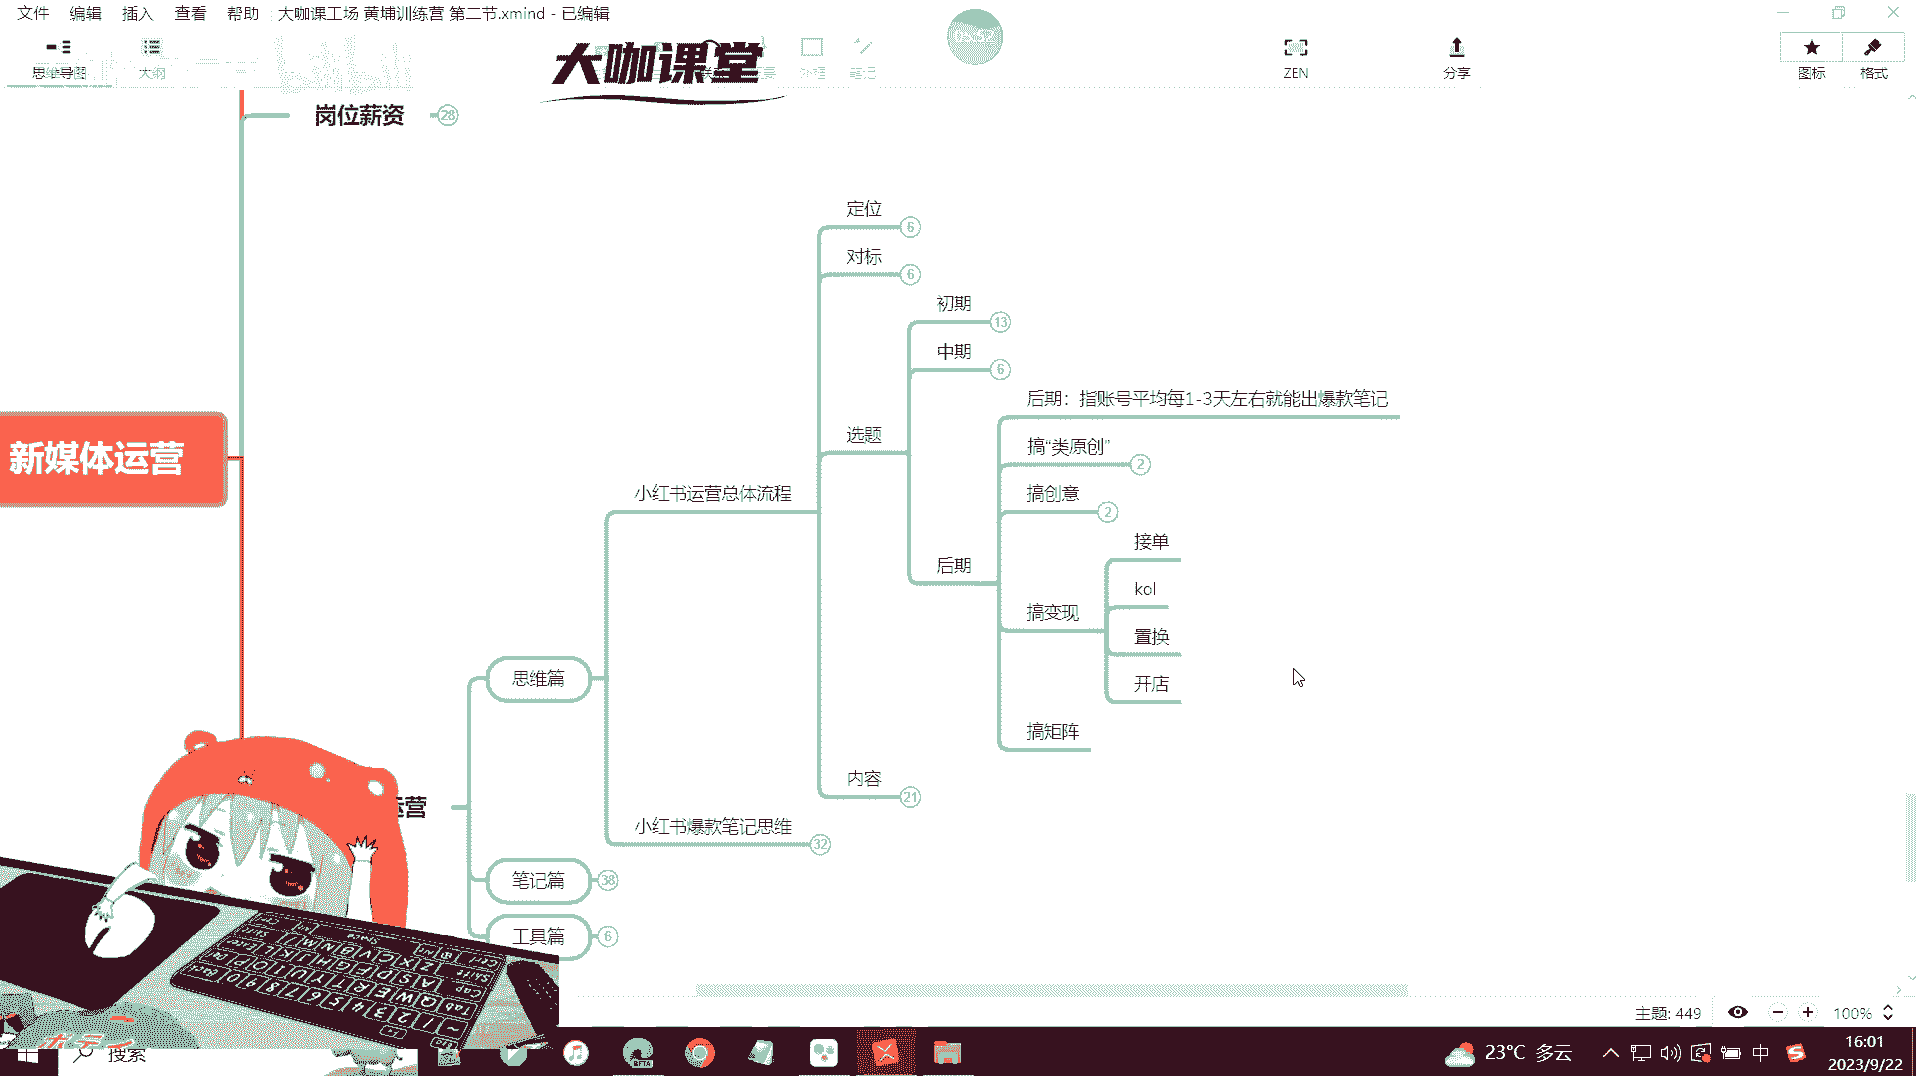 文件 编辑 插入 查看 帮助 大咖课工场 黄埔训练营 第二节.xmind - 已编辑
思维导图
大纲
大咖课堂
笔记
ZEN
分享
图标
格式
岗位薪资
28
定位
6
对标
6
初期
13
中期
6
后期：指账号平均每1-3天左右就能出爆款笔记
选题
搞“类原创”
2
小红书运营总体流程
搞创意
2
新媒体运营
接单
后期
kol
搞变现
置换
思维篇
开店
搞矩阵
内容
21
运营
小红书爆款笔记思维
32
笔记篇
38
工具篇
6
主题: 449
100%
搜索
BETA
23°C 多云
中
16:01
2023/9/22